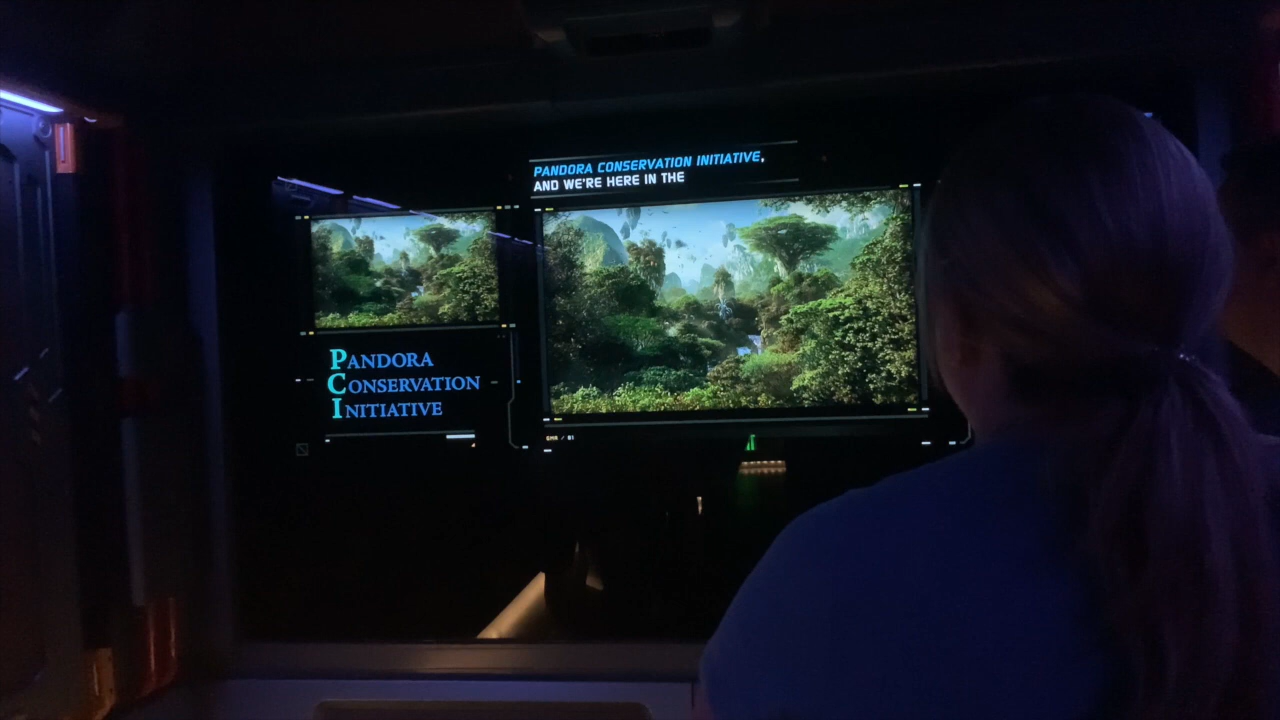 PANDORA CONSERVATION INITIATIVE,
AND WE'RE HERE IN THE
PANDORA
CONSERVATION
INITIATIVE